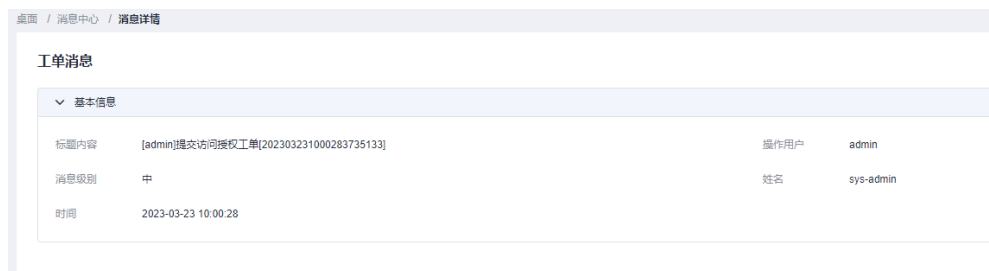 桌面 / 消息中心 / 消息详情
工单消息
基本信息
标题内容 [admin]提交访问授权工单[202303231000283735133] 操作用户 admin
消息级别 中 姓名 sys-admin
时间 2023-03-23 10:00:28